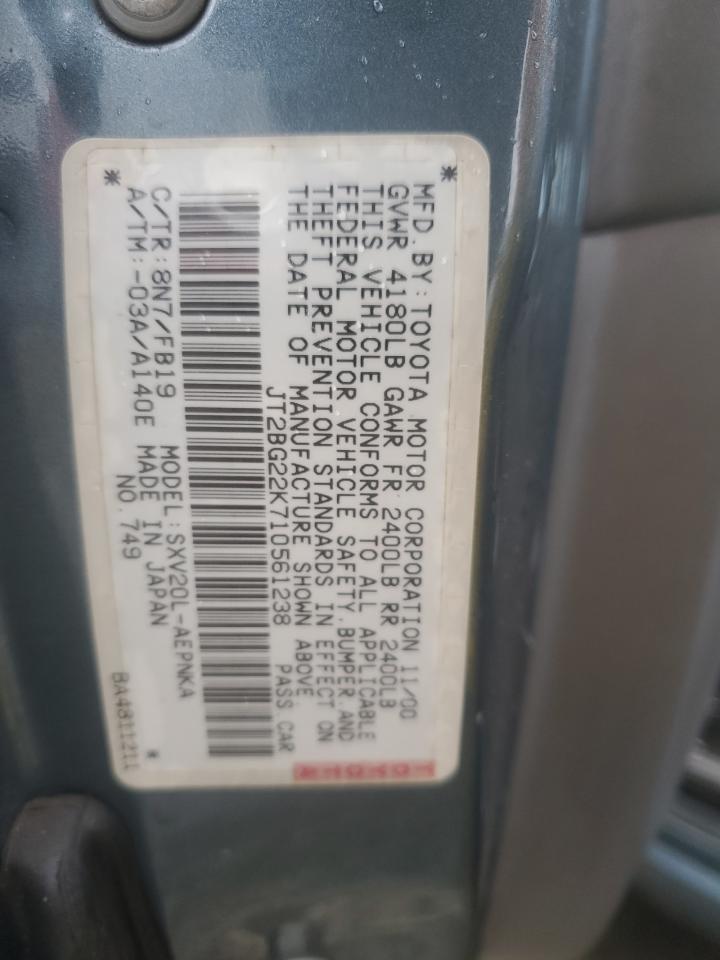 MFD. BY: TOYOTA MOTOR CORPORATION 11/00
GVWR 4180LB GAWR FR 2400LB RR 2400LB
THIS VEHICLE CONFORMS TO ALL APPLICABLE
FEDERAL MOTOR VEHICLE SAFETY, BUMPER, AND
THEFT PREVENTION STANDARDS IN EFFECT ON
THE DATE OF MANUFACTURE SHOWN ABOVE.
JT2BG22K710561238 PASS CAR
C/TR: 8N7/FB19 MODEL: SXV20L-AEPNKA
A/TM: -03A/A140E MADE IN JAPAN
NO. 749